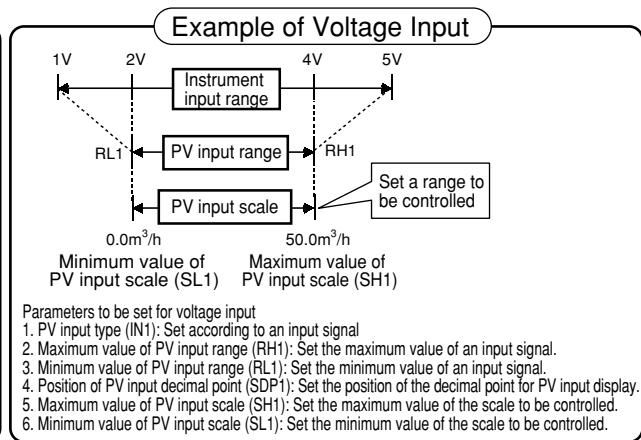 Example of Voltage Input
1V 2V 4V 5V
Instrument
input range
RL1 PV input range RH1
PV input scale
Set a range to
be controlled
0.0m³/h 50.0m³/h
Minimum value of
PV input scale (SL1)
Maximum value of
PV input scale (SH1)
Parameters to be set for voltage input
1. PV input type (IN1): Set according to an input signal
2. Maximum value of PV input range (RH1): Set the maximum value of an input signal.
3. Minimum value of PV input range (RL1): Set the minimum value of an input signal.
4. Position of PV input decimal point (SDP1): Set the position of the decimal point for PV input display.
5. Maximum value of PV input scale (SH1): Set the maximum value of the scale to be controlled.
6. Minimum value of PV input scale (SL1): Set the minimum value of the scale to be controlled.